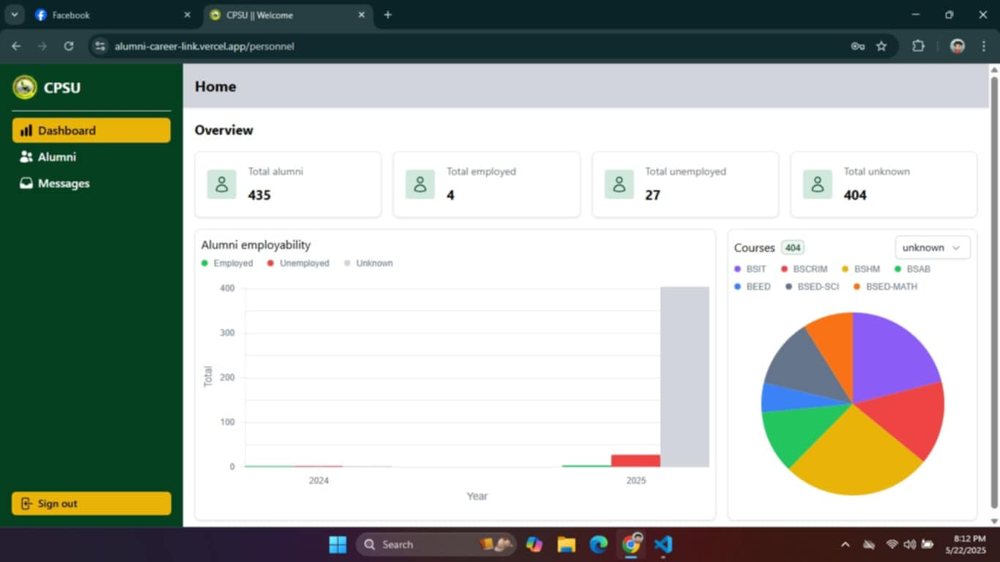 Facebook
CPSU || Welcome
alumni-career-link.vercel.app/personnel
CPSU
Dashboard
Alumni
Messages
Sign out
Home
Overview
Total alumni
435
Total employed
4
Total unemployed
27
Total unknown
404
Alumni employability
Employed Unemployed Unknown
400
300
200
100
0
Total
2024 2025
Year
Courses 404 unknown
BSIT BSCRIM BSHM BSAB
BEED BSED-SCI BSED-MATH
Search
8:12 PM
5/22/2025